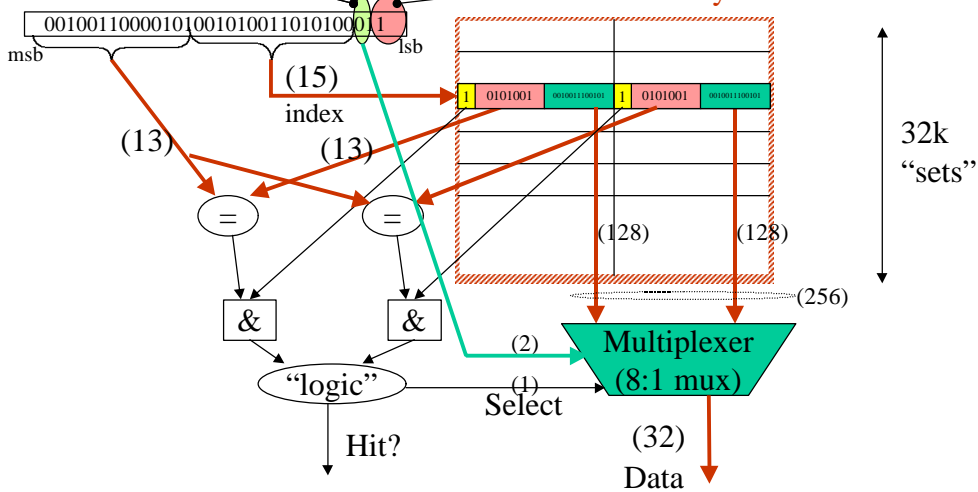 00100110000101001010011010100011
msb
lsb
(15)
index
1 0101001 0010011100101 1 0101001 0010011100101
(13)
(13)
32k
"sets"
= =
(128) (128)
(256)
& &
(2)
Multiplexer
(8:1 mux)
"logic"
(1)
Select
Hit?
(32)
Data